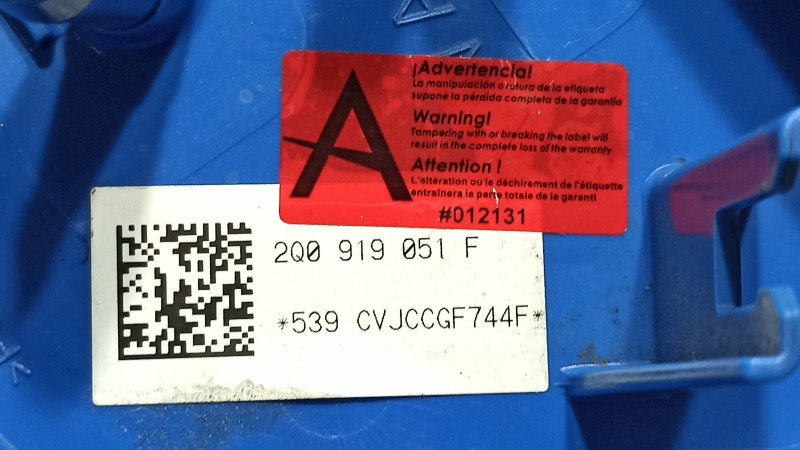 ¡Advertencia!
La manipulación o rotura de la etiqueta
supone la pérdida completa de la garantía
Warning!
Tampering with or breaking the label will
result in the complete loss of the warranty
Attention !
L'altération ou le déchirement de l'étiquette
entraînera la perte totale de la garanti
#012131
A
2Q0 919 051 F
*539 CVJCCGF744F*